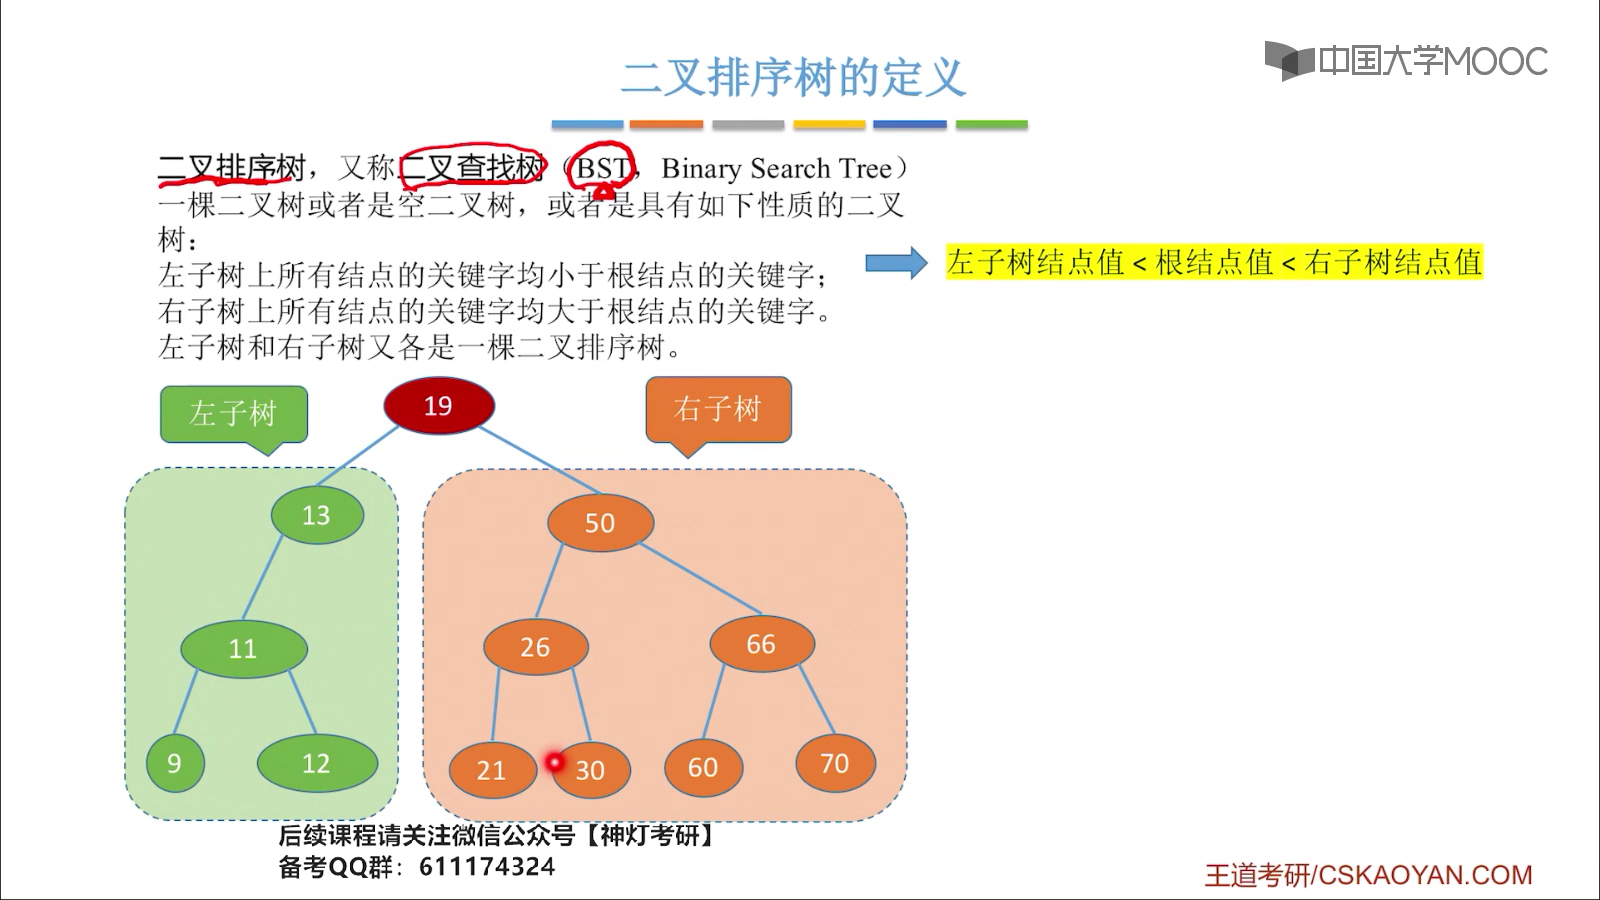 中国大学MOOC
二叉排序树的定义
二叉排序树，又称二叉查找树（BST，Binary Search Tree）
一棵二叉树或者是空二叉树，或者是具有如下性质的二叉
树：
左子树上所有结点的关键字均小于根结点的关键字；
右子树上所有结点的关键字均大于根结点的关键字。
左子树和右子树又各是一棵二叉排序树。
左子树结点值 < 根结点值 < 右子树结点值
左子树
19
右子树
13
50
11
26
66
9
12
21
30
60
70
后续课程请关注微信公众号【神灯考研】
备考QQ群：611174324
王道考研/CSKAOYAN.COM